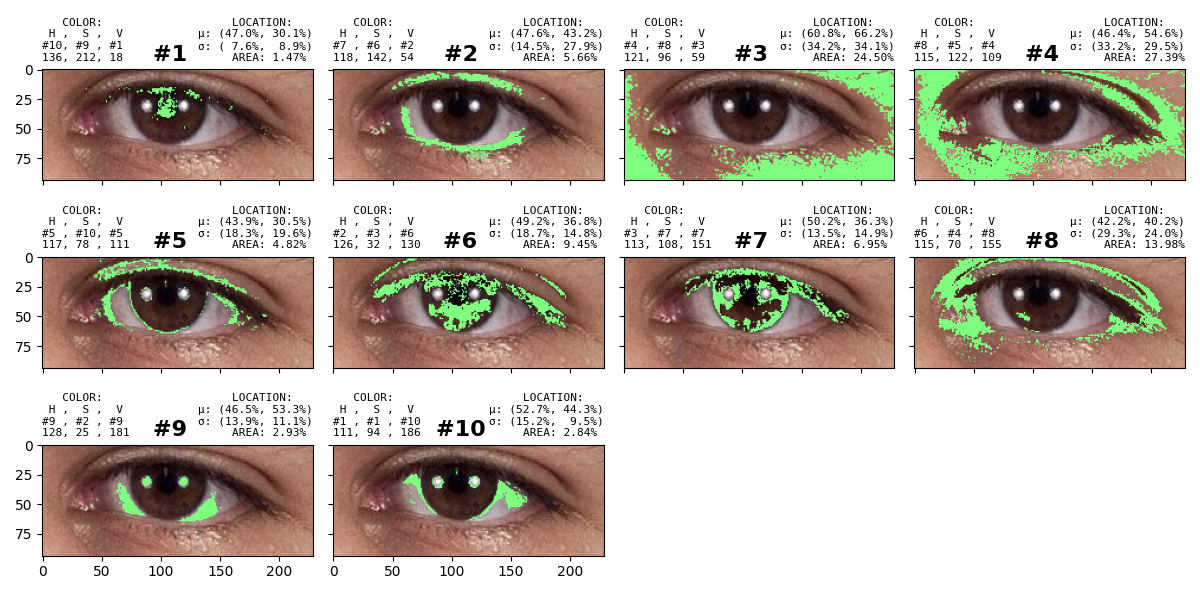 COLOR: LOCATION:
H , S , V μ: (47.0%, 30.1%)
#10, #9 , #1 σ: ( 7.6%, 8.9%)
136, 212, 18 #1 AREA: 1.47%
COLOR: LOCATION:
H , S , V μ: (47.6%, 43.2%)
#7 , #6 , #2 σ: (14.5%, 27.9%)
118, 142, 54 #2 AREA: 5.66%
COLOR: LOCATION:
H , S , V μ: (60.8%, 66.2%)
#4 , #8 , #3 σ: (34.2%, 34.1%)
121, 96 , 59 #3 AREA: 24.50%
COLOR: LOCATION:
H , S , V μ: (46.4%, 54.6%)
#8 , #5 , #4 σ: (33.2%, 29.5%)
115, 122, 109 #4 AREA: 27.39%
0
25
50
75
COLOR: LOCATION:
H , S , V μ: (43.9%, 30.5%)
#5 , #10, #5 σ: (18.3%, 19.6%)
117, 78 , 111 #5 AREA: 4.82%
COLOR: LOCATION:
H , S , V μ: (49.2%, 36.8%)
#2 , #3 , #6 σ: (18.7%, 14.8%)
126, 32 , 130 #6 AREA: 9.45%
COLOR: LOCATION:
H , S , V μ: (50.2%, 36.3%)
#3 , #7 , #7 σ: (13.5%, 14.9%)
113, 108, 151 #7 AREA: 6.95%
COLOR: LOCATION:
H , S , V μ: (42.2%, 40.2%)
#6 , #4 , #8 σ: (29.3%, 24.0%)
115, 70 , 155 #8 AREA: 13.98%
0
25
50
75
COLOR: LOCATION:
H , S , V μ: (46.5%, 53.3%)
#9 , #2 , #9 σ: (13.9%, 11.1%)
128, 25 , 181 #9 AREA: 2.93%
COLOR: LOCATION:
H , S , V μ: (52.7%, 44.3%)
#1 , #1 , #10 σ: (15.2%, 9.5%)
111, 94 , 186 #10 AREA: 2.84%
0
25
50
75
0 50 100 150 200
0 50 100 150 200